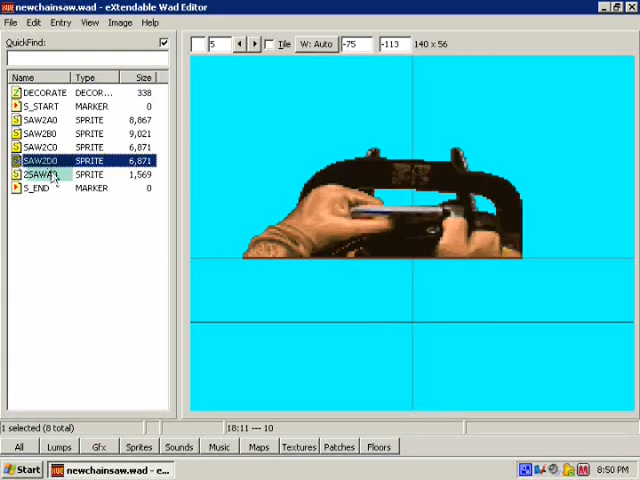 newchainsaw.wad - eXtendable Wad Editor
File Edit Entry View Image Help
QuickFind:
5 Tile W: Auto -75 -113 140 x 56
Name Type Size
DECORATE DECOR... 338
S_START MARKER 0
SAW2A0 SPRITE 8,867
SAW2B0 SPRITE 9,021
SAW2C0 SPRITE 6,871
SAW2D0 SPRITE 6,871
SPRITE 1,569
S_END MARKER 0
1 selected (8 total) 18:11 --- 10
All Lumps Gfx Sprites Sounds Music Maps Textures Patches Floors
Start newchainsaw.wad - e... 8:50 PM